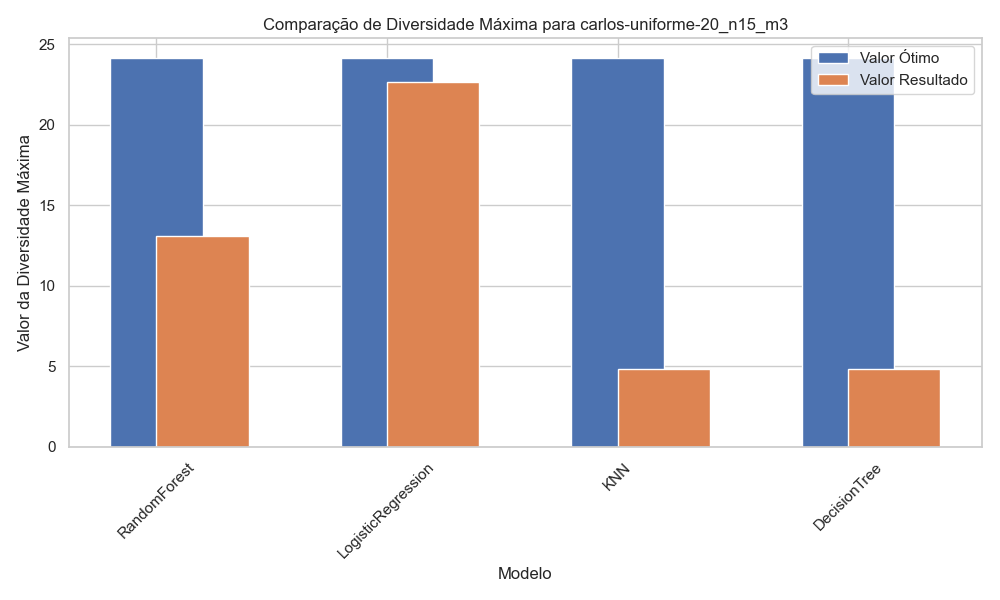 Comparação de Diversidade Máxima para carlos-uniforme-20_n15_m3
Valor Ótimo
Valor Resultado
Valor da Diversidade Máxima
25
20
15
10
5
0
RandomForest
LogisticRegression
KNN
DecisionTree
Modelo